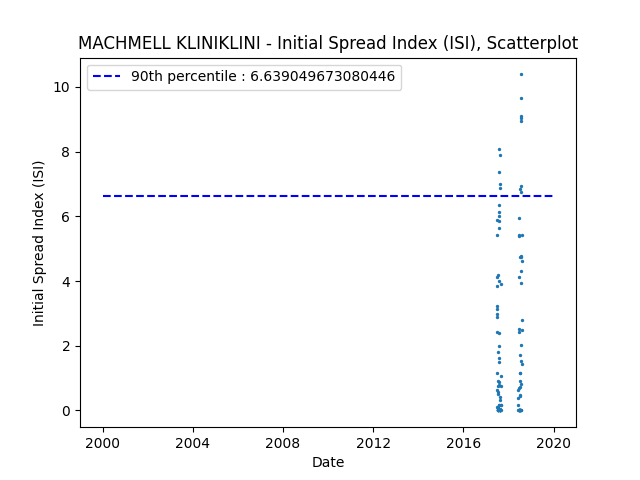 MACHMELL KLINIKLINI - Initial Spread Index (ISI), Scatterplot
90th percentile : 6.639049673080446
Initial Spread Index (ISI)
10
8
6
4
2
0
2000 2004 2008 2012 2016 2020
Date